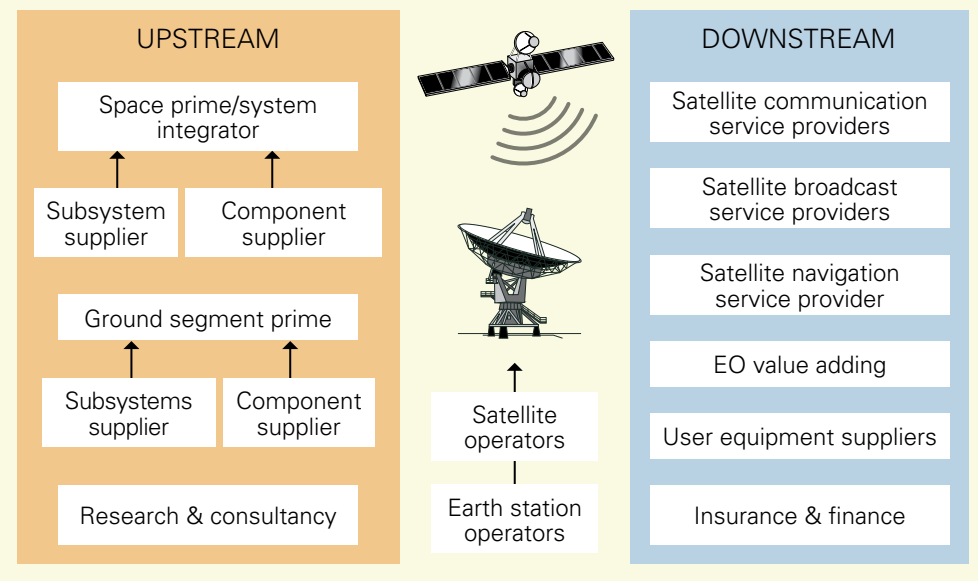 UPSTREAM
Space prime/system
integrator
Subsystem
supplier
Component
supplier
Ground segment prime
Subsystems
supplier
Component
supplier
Research & consultancy
Satellite
operators
Earth station
operators
DOWNSTREAM
Satellite communication
service providers
Satellite broadcast
service providers
Satellite navigation
service provider
EO value adding
User equipment suppliers
Insurance & finance